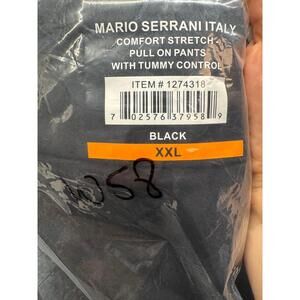 MARIO SERRANI ITALY
COMFORT STRETCH
PULL ON PANTS
WITH TUMMY CONTROL
ITEM # 1274318
7 02576 37958 9
BLACK
XXL